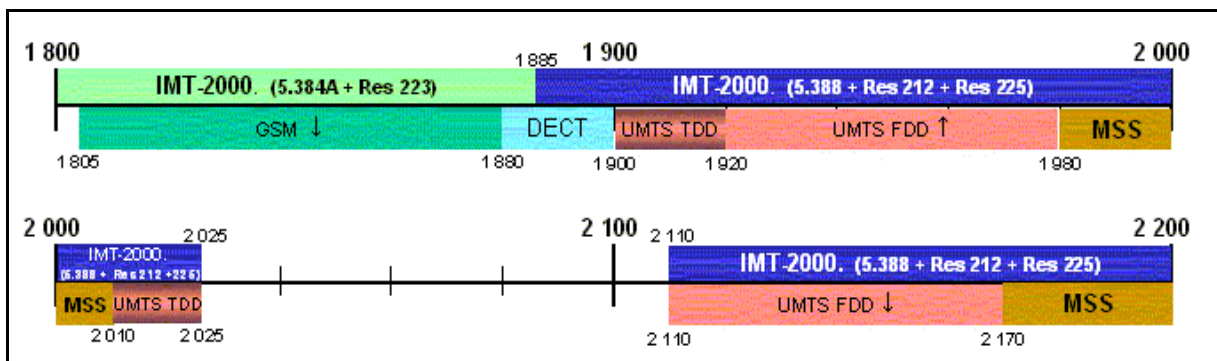 1 800 1 885 1 900 2 000
IMT-2000. (5.384A + Res 223) IMT-2000. (5.388 + Res 212 + Res 225)
GSM ↓ DECT UMTS TDD UMTS FDD ↑ MSS
1 805 1 880 1 900 1 920 1 980
2 000 2 025 2 100 2 110 2 200
IMT-2000.
(5.388 + Res 212 +225) IMT-2000. (5.388 + Res 212 + Res 225)
MSS UMTS TDD UMTS FDD ↓ MSS
2 010 2 025 2 110 2 170